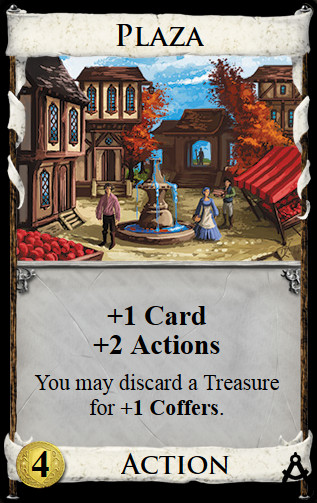 PLAZA
+1 Card
+2 Actions
You may discard a Treasure
for +1 Coffers.
4 ACTION